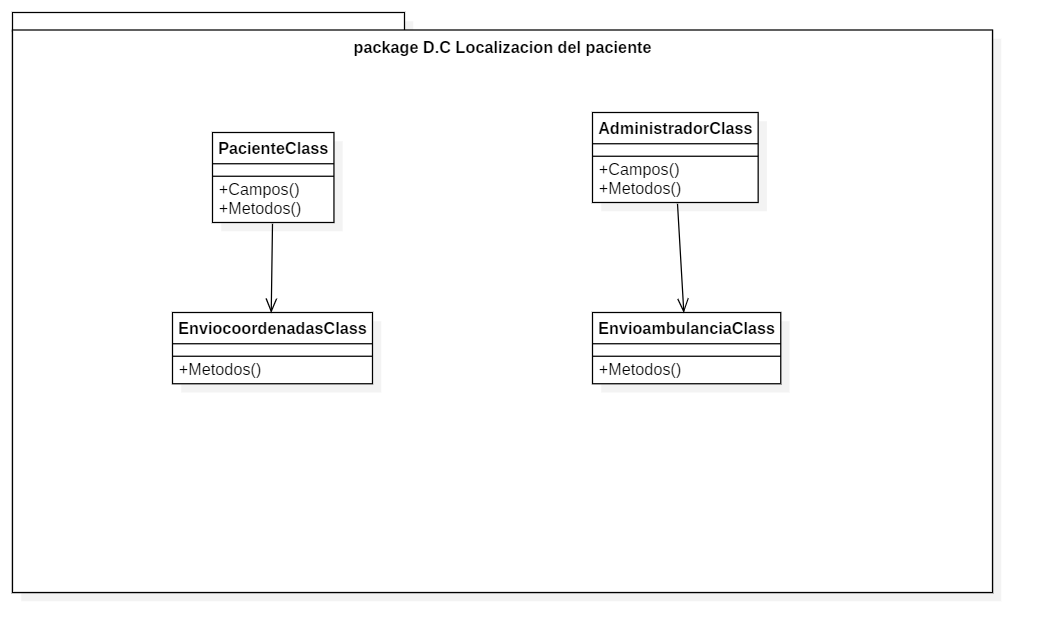 package D.C Localizacion del paciente
PacienteClass
+Campos()
+Metodos()
AdministradorClass
+Campos()
+Metodos()
EnviocoordenadasClass
+Metodos()
EnvioambulanciaClass
+Metodos()